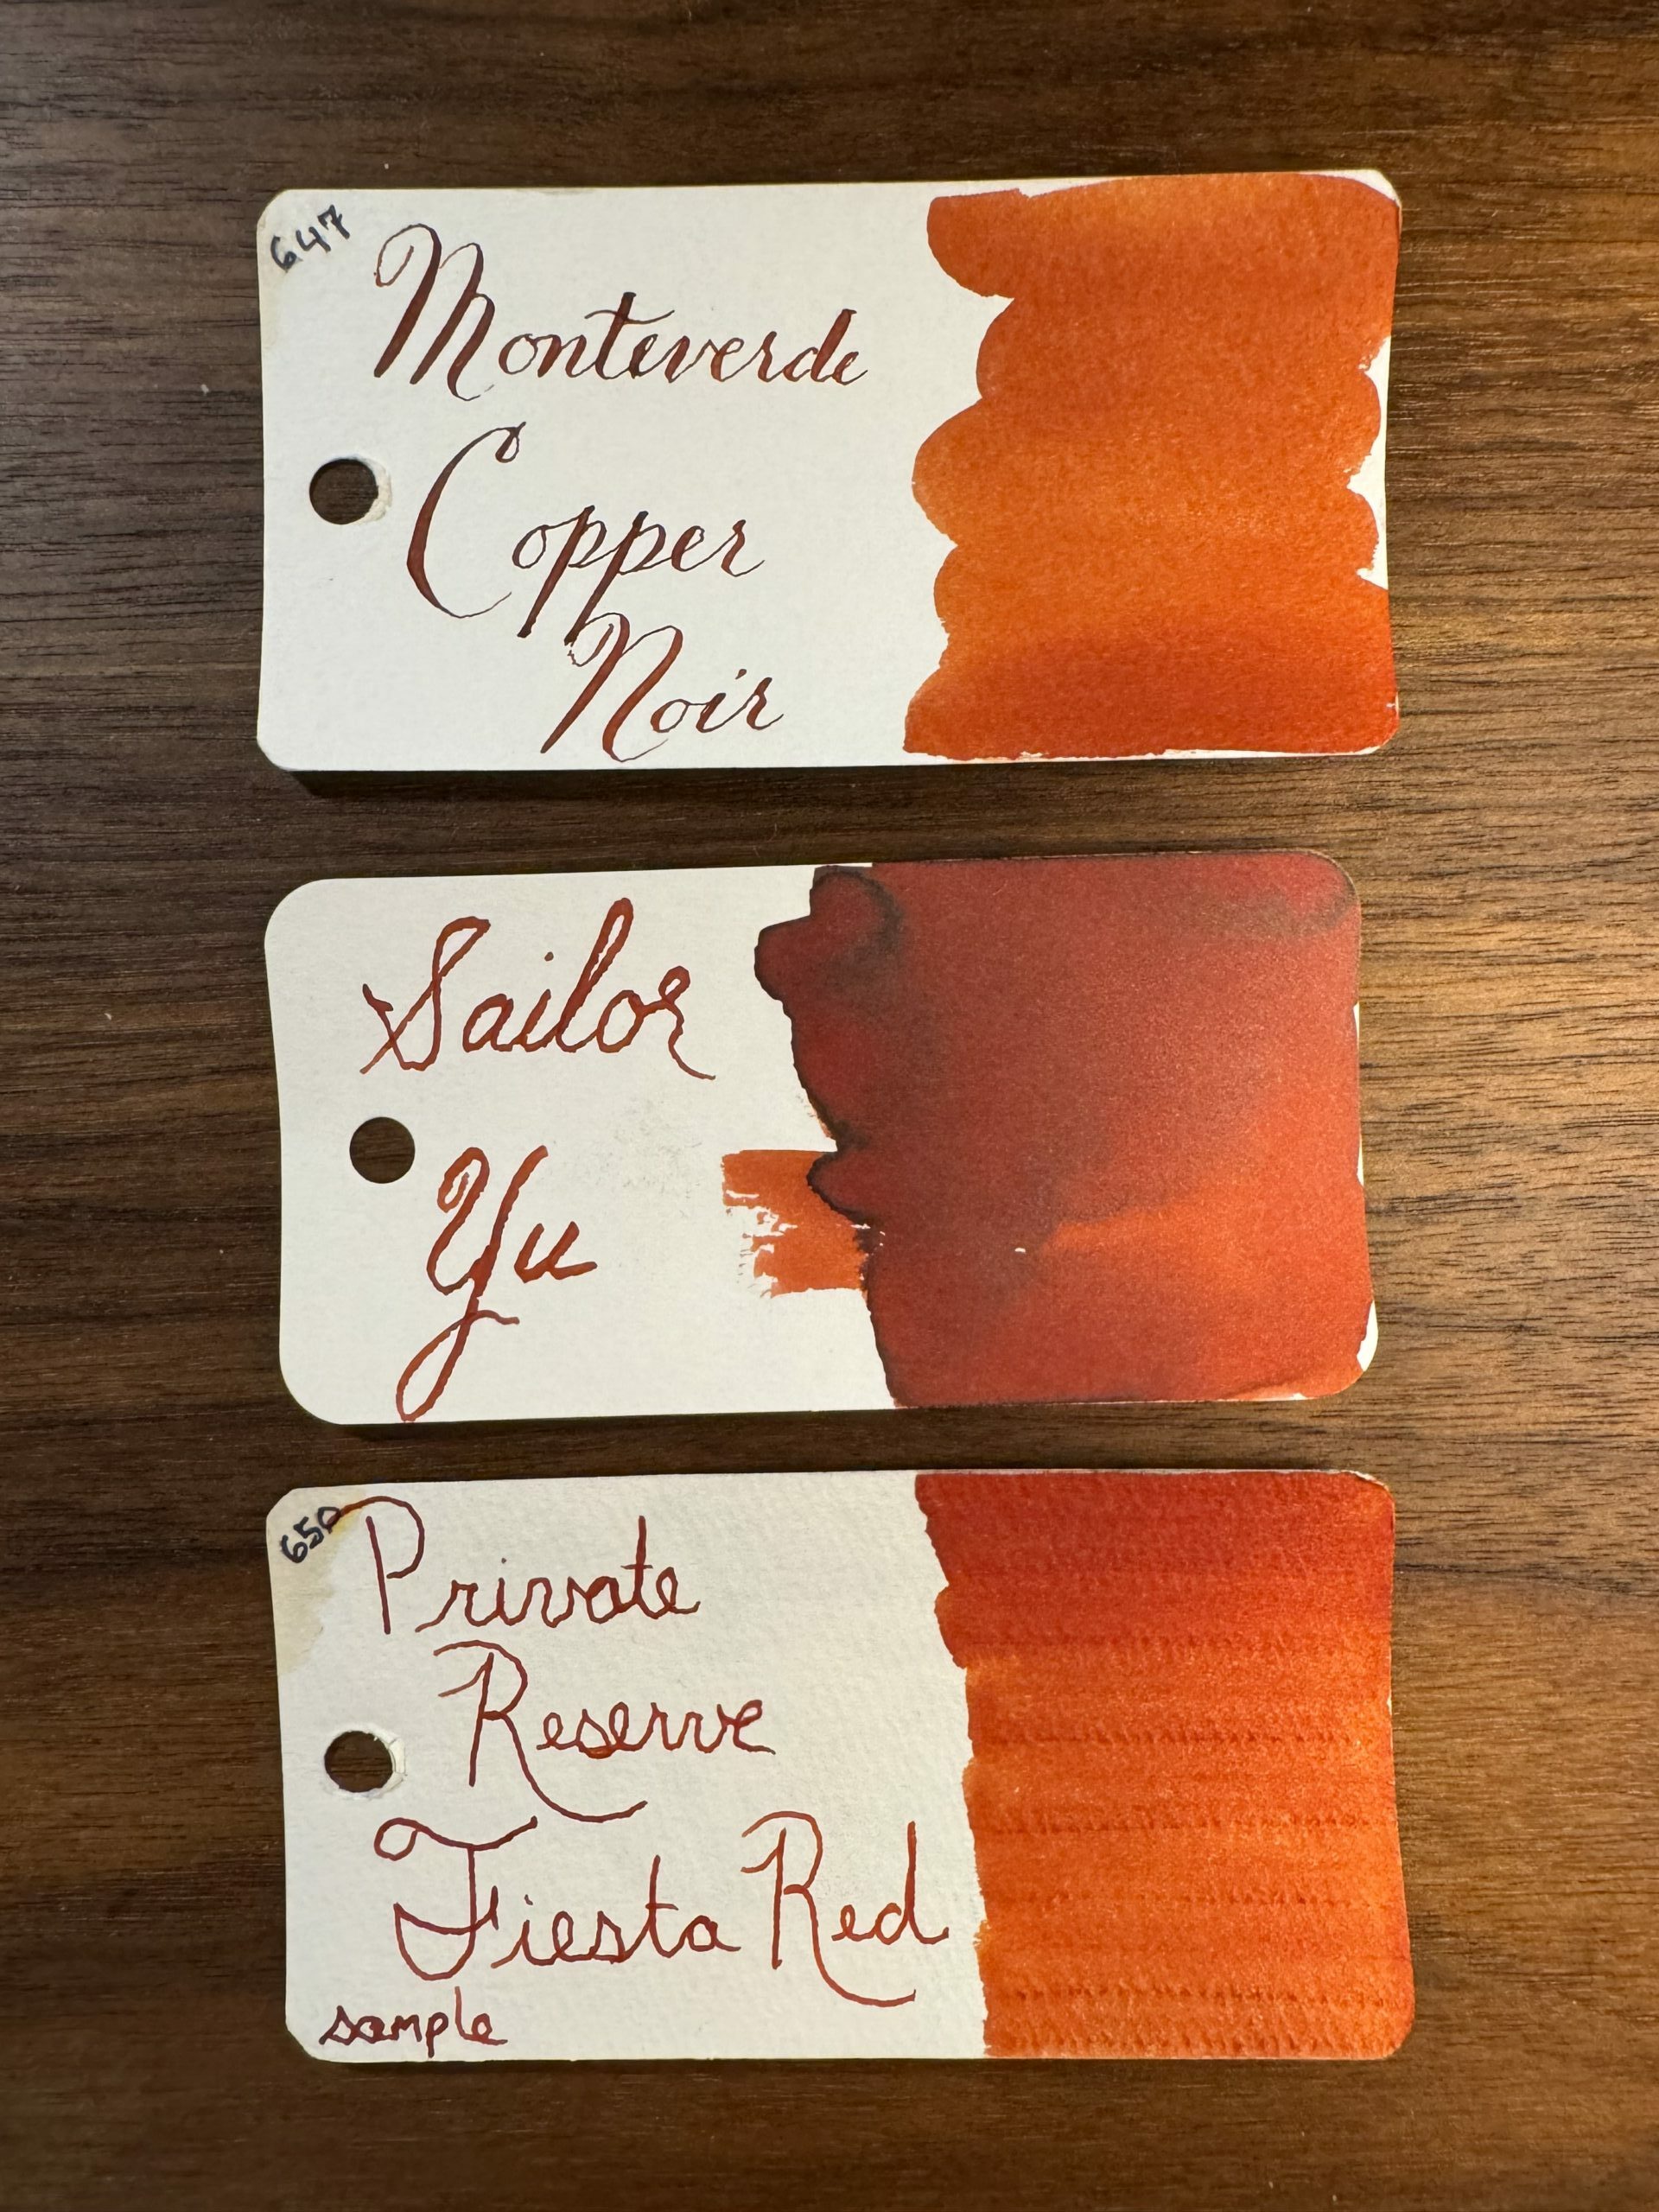 647
Monteverde
Copper
Noir
Sailor
Yu
650
Private
Reserve
Fiesta Red
sample